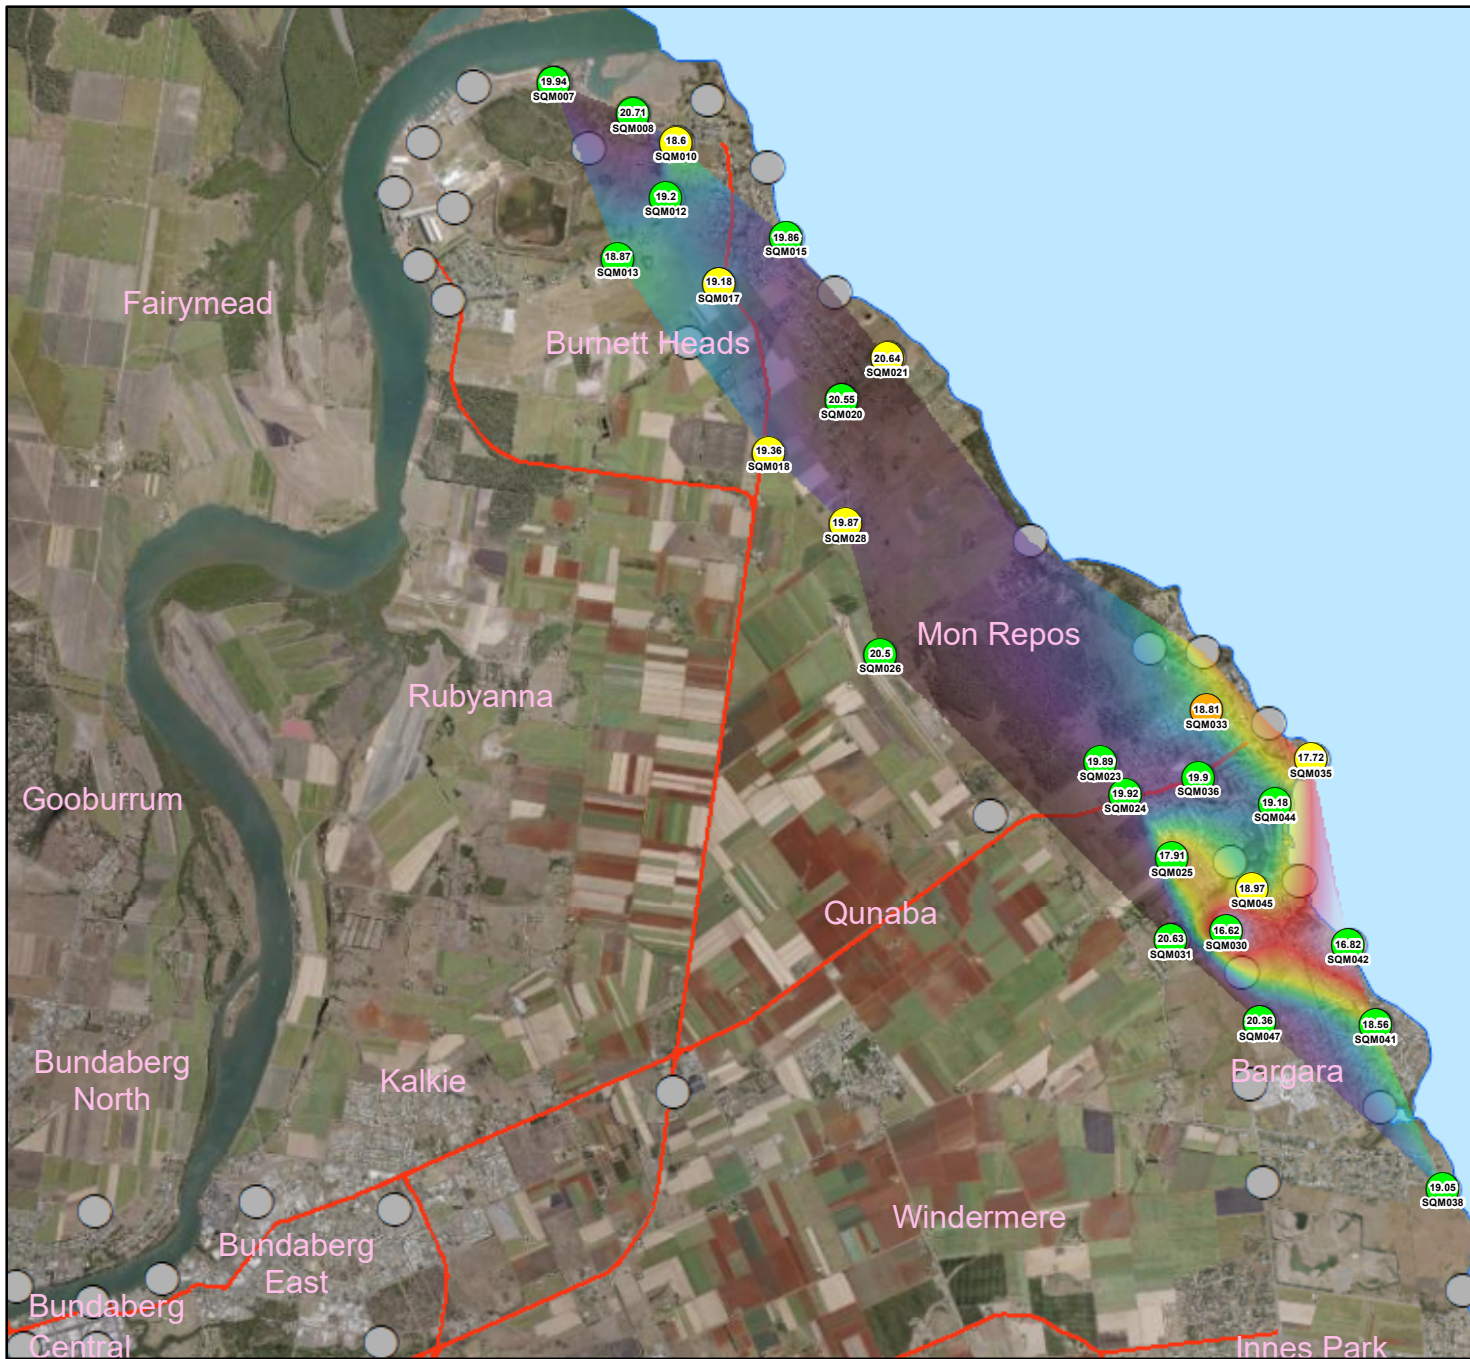 19.94
SQM007
20.71
SQM008
18.6
SQM010
19.2
SQM012
19.86
SQM015
18.87
SQM013
19.18
SQM017
Fairymead
Burnett Heads
20.64
SQM021
20.55
SQM020
19.36
SQM018
19.87
SQM028
Mon Repos
20.5
SQM026
Rubyanna
18.81
SQM033
17.72
SQM035
19.89
SQM023
19.9
SQM036
19.92
SQM024
Gooburrum
19.18
SQM044
17.91
SQM025
18.97
SQM045
Qunaba
16.62
SQM030
20.63
SQM031
16.82
SQM042
20.36
SQM047
18.56
SQM041
Bundaberg
North
Kalkie
Bargara
19.05
SQM038
Windermere
Bundaberg
East
Bundaberg
Central
Innes Park